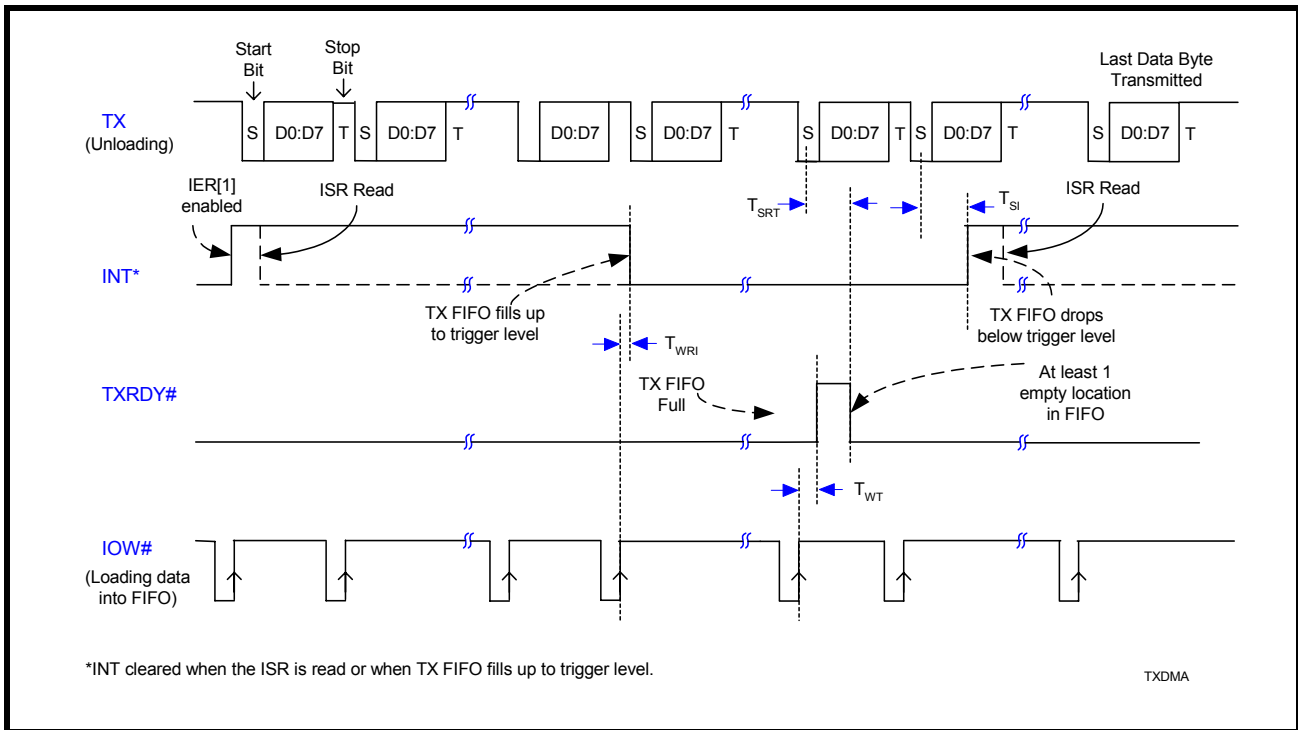 Start
Bit
Stop
Bit
Last Data Byte
Transmitted
TX
(Unloading)
S D0:D7 T S D0:D7 T D0:D7 S D0:D7 T S D0:D7 T S D0:D7 T S D0:D7 T
IER[1]
enabled
ISR Read
TSRT
TSI
ISR Read
INT*
TX FIFO fills up
to trigger level
TX FIFO drops
below trigger level
TWRI
TXRDY#
TX FIFO
Full
At least 1
empty location
in FIFO
TWT
IOW#
(Loading data
into FIFO)
*INT cleared when the ISR is read or when TX FIFO fills up to trigger level.
TXDMA